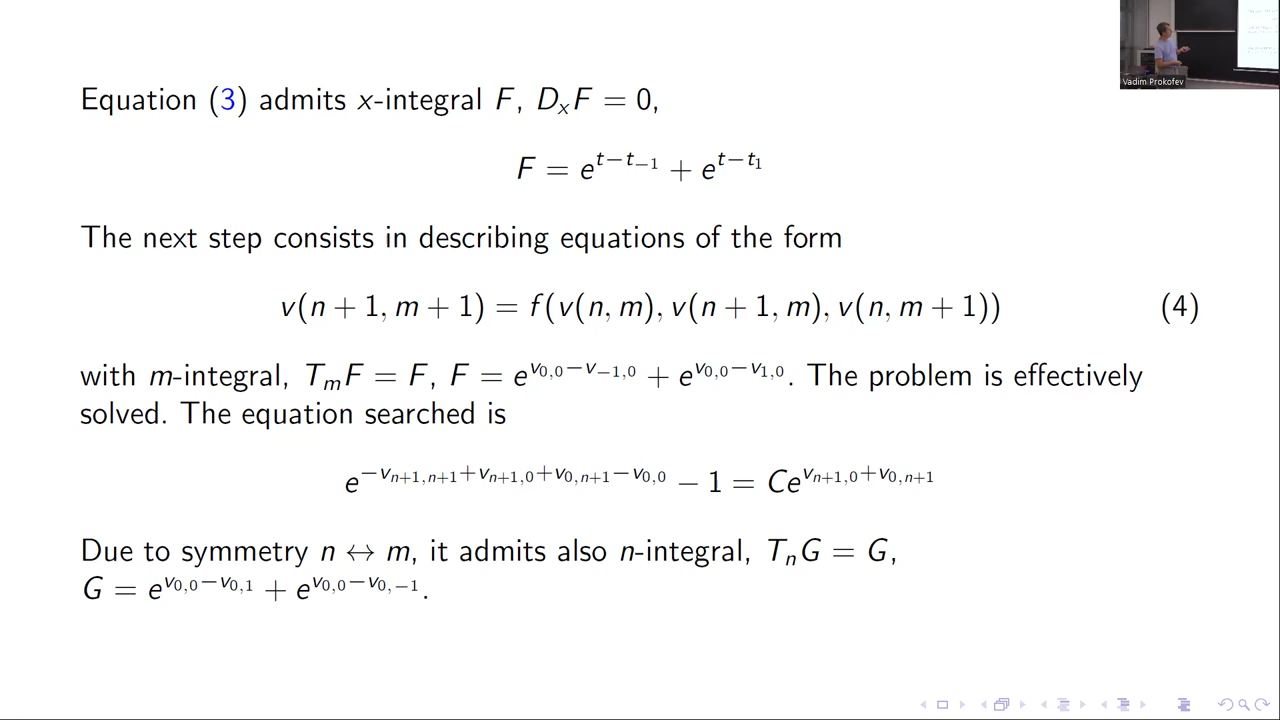 Equation (3) admits x-integral F, D_xF = 0,
F = e^{t−t_{−1}} + e^{t−t_1}
The next step consists in describing equations of the form
v(n + 1, m + 1) = f(v(n, m), v(n + 1, m), v(n, m + 1)) (4)
with m-integral, T_mF = F, F = e^{v_{0,0}−v_{−1,0}} + e^{v_{0,0}−v_{1,0}}. The problem is effectively
solved. The equation searched is
e^{−v_{n+1,n+1}+v_{n+1,0}+v_{0,n+1}−v_{0,0}} − 1 = Ce^{v_{n+1,0}+v_{0,n+1}}
Due to symmetry n ↔ m, it admits also n-integral, T_nG = G,
G = e^{v_{0,0}−v_{0,1}} + e^{v_{0,0}−v_{0,−1}}.
Vadim Prokofev